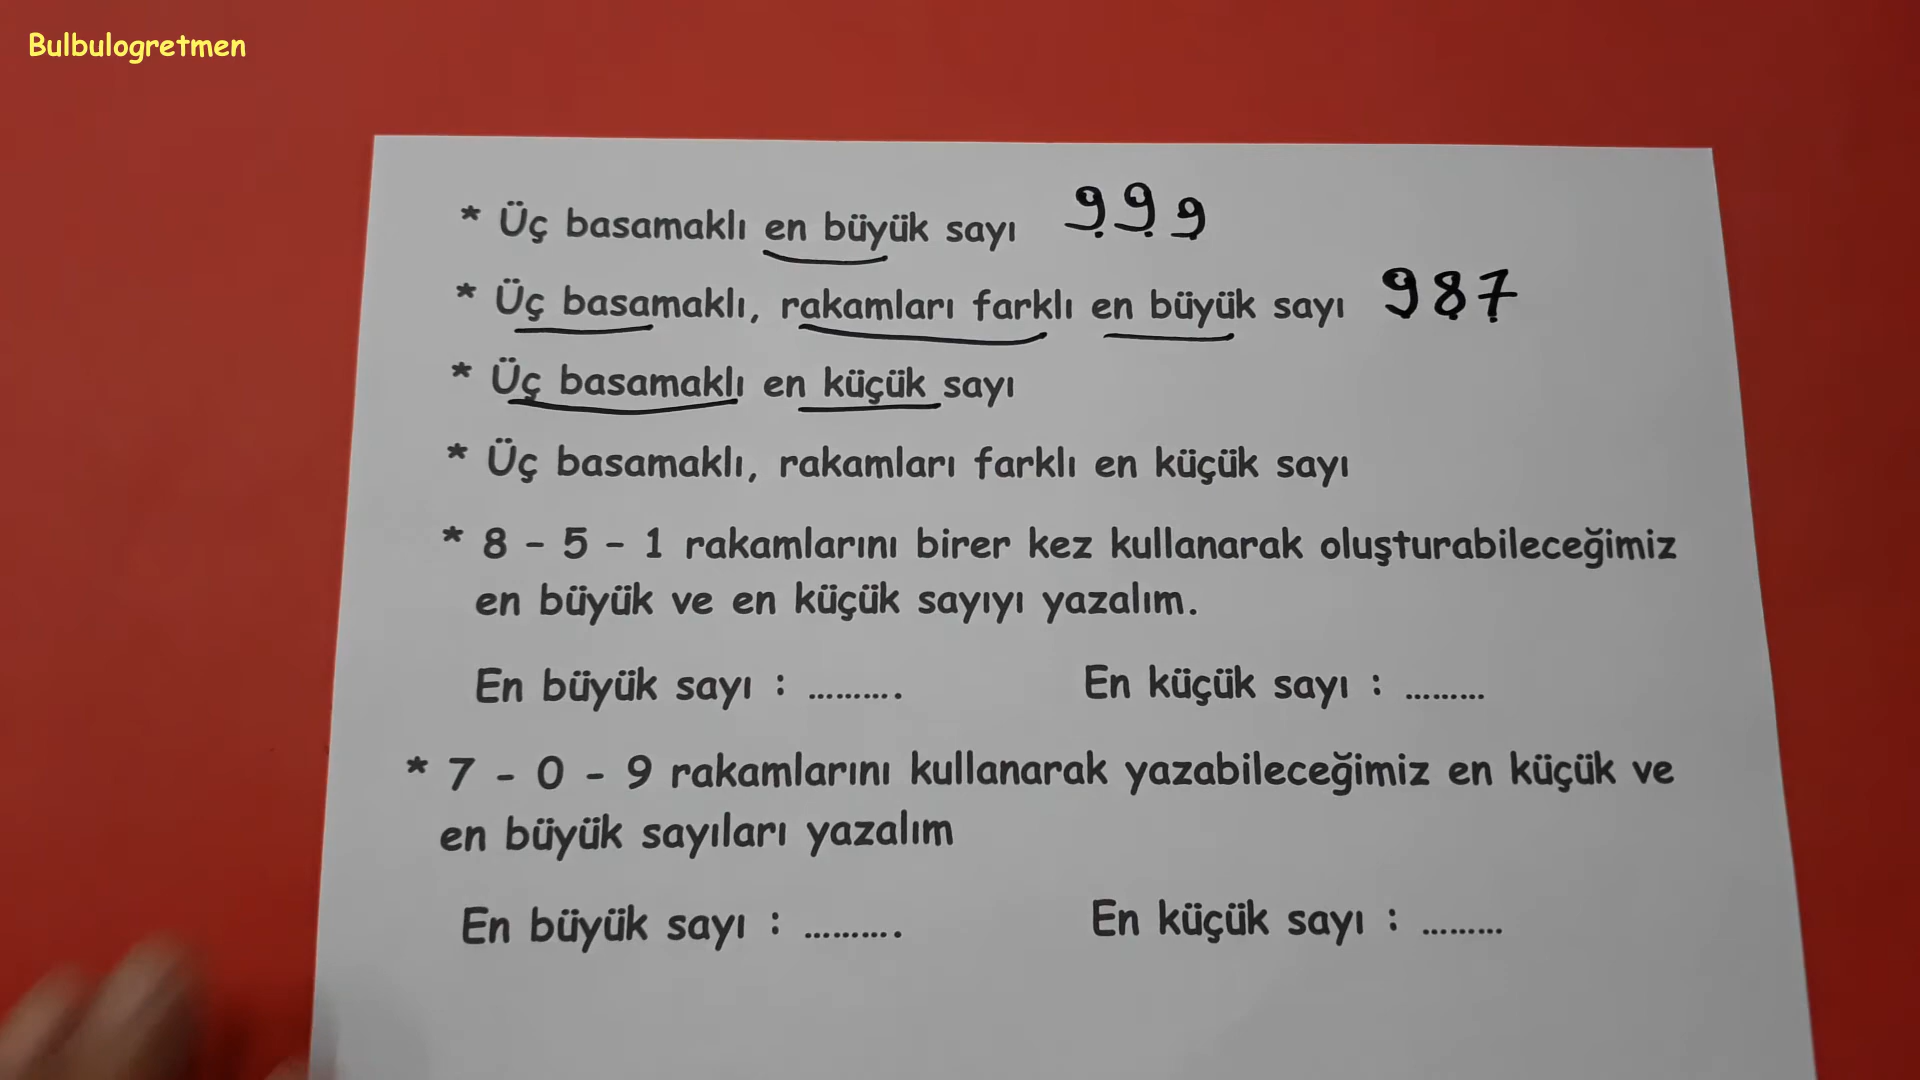 Bulbulogretmen
* Üç basamaklı en büyük sayı 999
* Üç basamaklı, rakamları farklı en büyük sayı 987
* Üç basamaklı en küçük sayı
* Üç basamaklı, rakamları farklı en küçük sayı
* 8 - 5 - 1 rakamlarını birer kez kullanarak oluşturabileceğimiz
en büyük ve en küçük sayıyı yazalım.
En büyük sayı : .......... En küçük sayı : .........
* 7 - 0 - 9 rakamlarını kullanarak yazabileceğimiz en küçük ve
en büyük sayıları yazalım
En büyük sayı : .......... En küçük sayı : .........